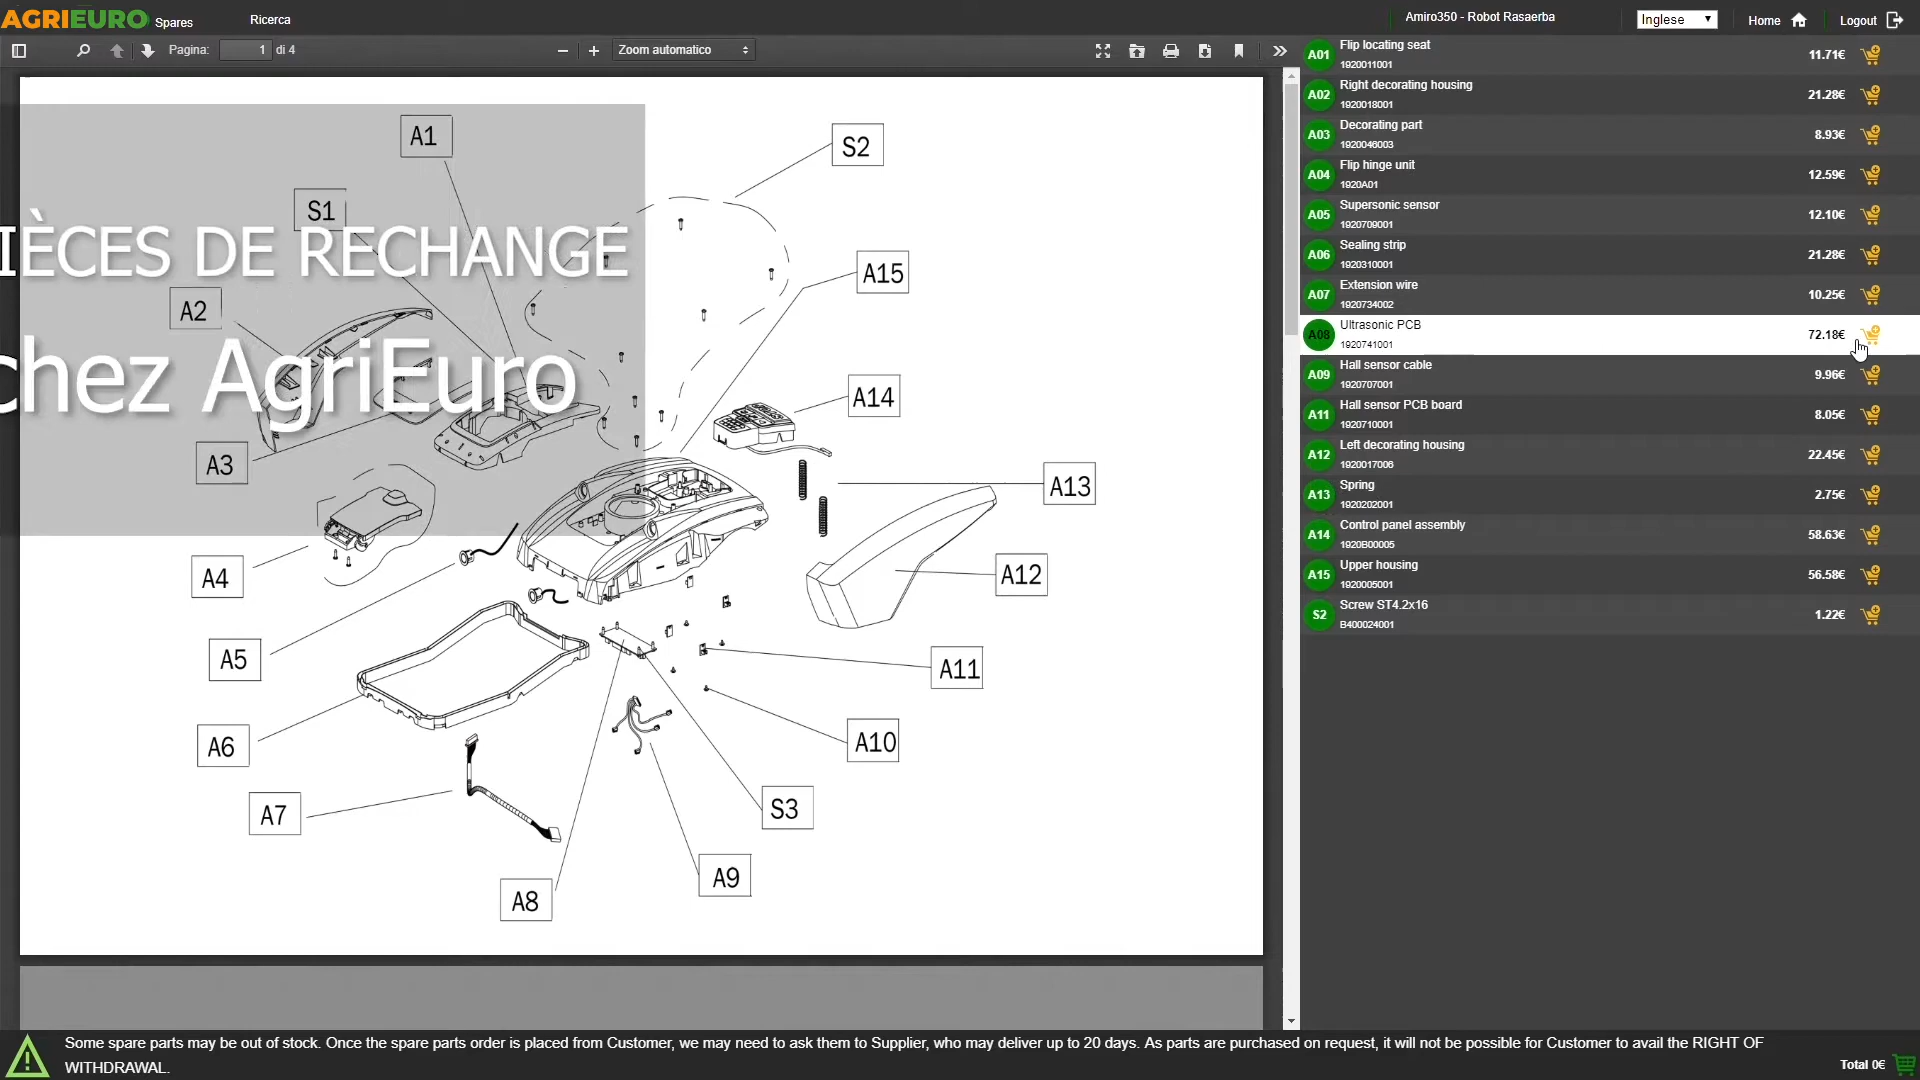 AGRIEURO Spares
Ricerca
Amiro350 - Robot Rasaerba
Inglese
Home
Logout
Pagina: 1 di 4
Zoom automatico
IÈCES DE RECHANGE
chez AgriEuro
A1
S2
S1
A15
A2
A14
A3
A13
A4
A12
A5
A11
A6
A10
A7
S3
A9
A8
A01 Flip locating seat 11.71€
1920011001
A02 Right decorating housing 21.28€
1920018001
A03 Decorating part 8.93€
1920046003
A04 Flip hinge unit 12.59€
1920A01
A05 Supersonic sensor 12.10€
1920709001
A06 Sealing strip 21.28€
1920310001
A07 Extension wire 10.25€
1920734002
A08 Ultrasonic PCB 72.18€
1920741001
A09 Hall sensor cable 9.96€
1920707001
A11 Hall sensor PCB board 8.05€
1920710001
A12 Left decorating housing 22.45€
1920017006
A13 Spring 2.75€
1920202001
A14 Control panel assembly 58.63€
1920B00005
A15 Upper housing 56.58€
1920005001
S2 Screw ST4.2x16 1.22€
B400024001
Some spare parts may be out of stock. Once the spare parts order is placed from Customer, we may need to ask them to Supplier, who may deliver up to 20 days. As parts are purchased on request, it will not be possible for Customer to avail the RIGHT OF
WITHDRAWAL.
Total 0€